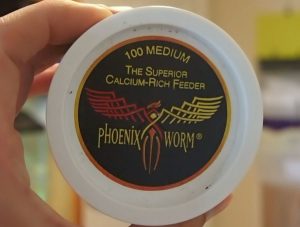 100 MEDIUM
THE SUPERIOR
CALCIUM-RICH FEEDER
PHOENIX WORM®